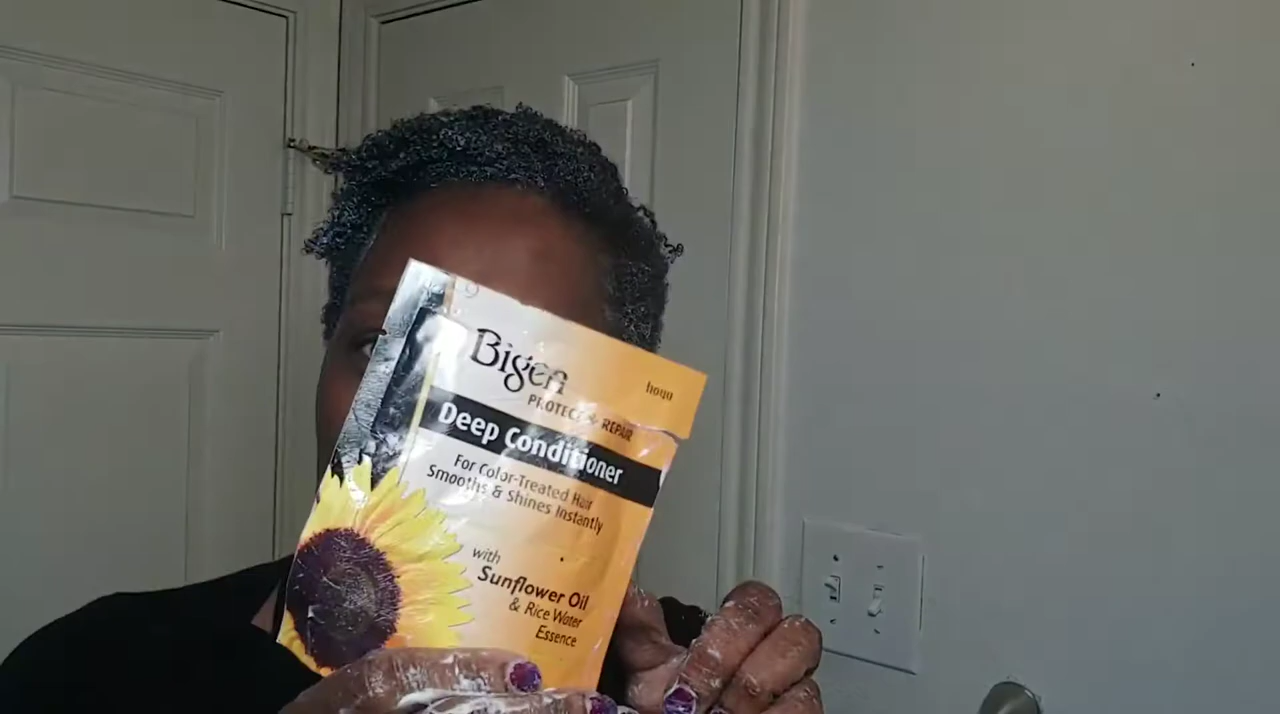 Bigen
PROTECT & REPAIR
Deep Conditioner
For Color-Treated Hair
Smooths & Shines Instantly
with
Sunflower Oil
& Rice Water
Essence
hoyu